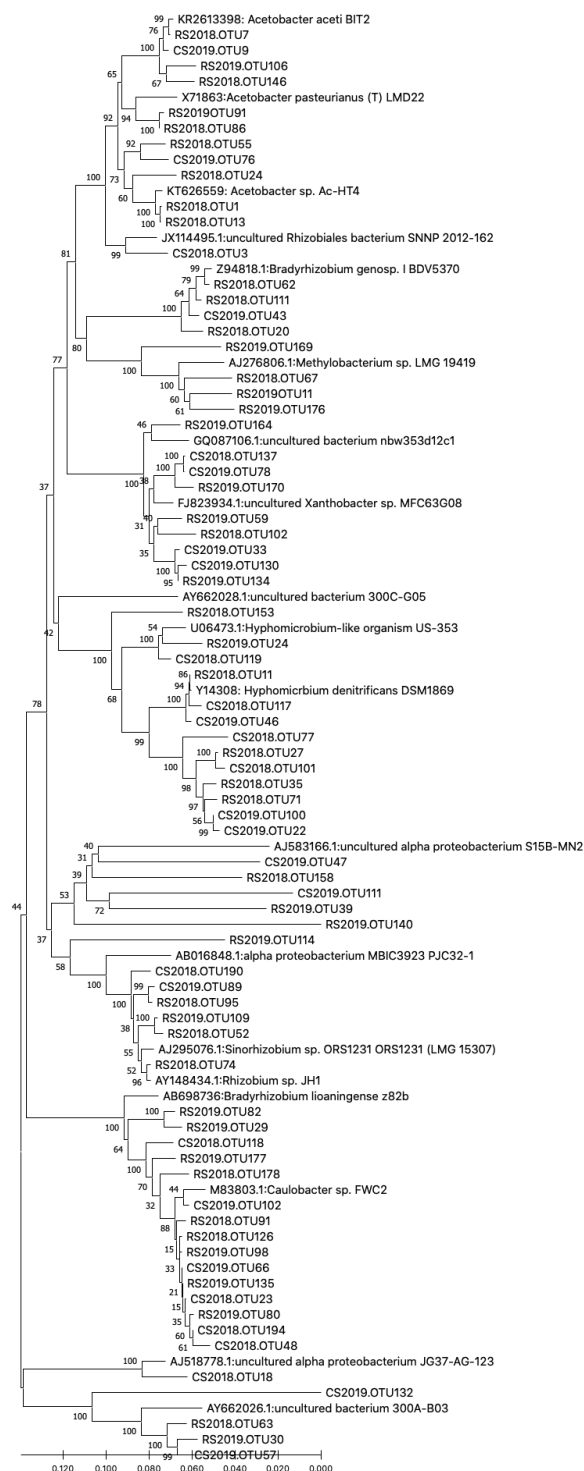 99 KR2613398: Acetobacter aceti BIT2
76 RS2018.OTU7
100 CS2019.OTU9
RS2019.OTU106
67 RS2018.OTU146
65 X71863:Acetobacter pasteurianus (T) LMD22
94 RS2019OTU91
100 RS2018.OTU86
92 92 RS2018.OTU55
CS2019.OTU76
100 73 RS2018.OTU24
60 KT626559: Acetobacter sp. Ac-HT4
100 RS2018.OTU1
100 RS2018.OTU13
JX114495.1:uncultured Rhizobiales bacterium SNNP 2012-162
99 CS2018.OTU3
81 99 Z94818.1:Bradyrhizobium genosp. I BDV5370
79 RS2018.OTU62
64 RS2018.OTU111
100 CS2019.OTU43
RS2018.OTU20
80 RS2019.OTU169
77 100 AJ276806.1:Methylobacterium sp. LMG 19419
100 RS2018.OTU67
60 RS2019OTU11
61 RS2019.OTU176
46 RS2019.OTU164
GQ087106.1:uncultured bacterium nbw353d12c1
100 CS2018.OTU137
100 CS2019.OTU78
100 38 RS2019.OTU170
37 FJ823934.1:uncultured Xanthobacter sp. MFC63G08
40 RS2019.OTU59
31 RS2018.OTU102
35 CS2019.OTU33
CS2019.OTU130
95 RS2019.OTU134
AY662028.1:uncultured bacterium 300C-G05
RS2018.OTU153
42 54 U06473.1:Hyphomicrobium-like organism US-353
100 RS2019.OTU24
100 CS2018.OTU119
86 RS2018.OTU11
68 94 Y14308: Hyphomicrbium denitrificans DSM1869
100 CS2018.OTU117
CS2019.OTU46
78 99 CS2018.OTU77
100 RS2018.OTU27
100 CS2018.OTU101
98 RS2018.OTU35
97 RS2018.OTU71
56 CS2019.OTU100
99 CS2019.OTU22
40 AJ583166.1:uncultured alpha proteobacterium S15B-MN2
31 CS2019.OTU47
39 RS2018.OTU158
53 CS2019.OTU111
44 72 RS2019.OTU39
RS2019.OTU140
37 RS2019.OTU114
58 AB016848.1:alpha proteobacterium MBIC3923 PJC32-1
100 CS2018.OTU190
99 CS2019.OTU89
100 RS2018.OTU95
100 RS2019.OTU109
38 RS2018.OTU52
55 AJ295076.1:Sinorhizobium sp. ORS1231 ORS1231 (LMG 15307)
52 RS2018.OTU74
96 AY148434.1:Rhizobium sp. JH1
AB698736:Bradyrhizobium lioaningense z82b
100 100 RS2019.OTU82
RS2018.OTU29
64 CS2018.OTU118
100 RS2019.OTU177
70 RS2018.OTU178
32 44 M83803.1:Caulobacter sp. FWC2
CS2019.OTU102
88 RS2018.OTU91
RS2018.OTU126
15 RS2019.OTU98
33 CS2019.OTU66
RS2019.OTU135
21 CS2018.OTU23
15 RS2019.OTU80
35 CS2018.OTU194
60 CS2018.OTU48
61
100 AJ518778.1:uncultured alpha proteobacterium JG37-AG-123
CS2018.OTU18
CS2019.OTU132
100 AY662026.1:uncultured bacterium 300A-B03
100 RS2018.OTU63
100 RS2019.OTU30
99 CS2019.OTU57
0.120 0.100 0.080 0.060 0.040 0.020 0.000